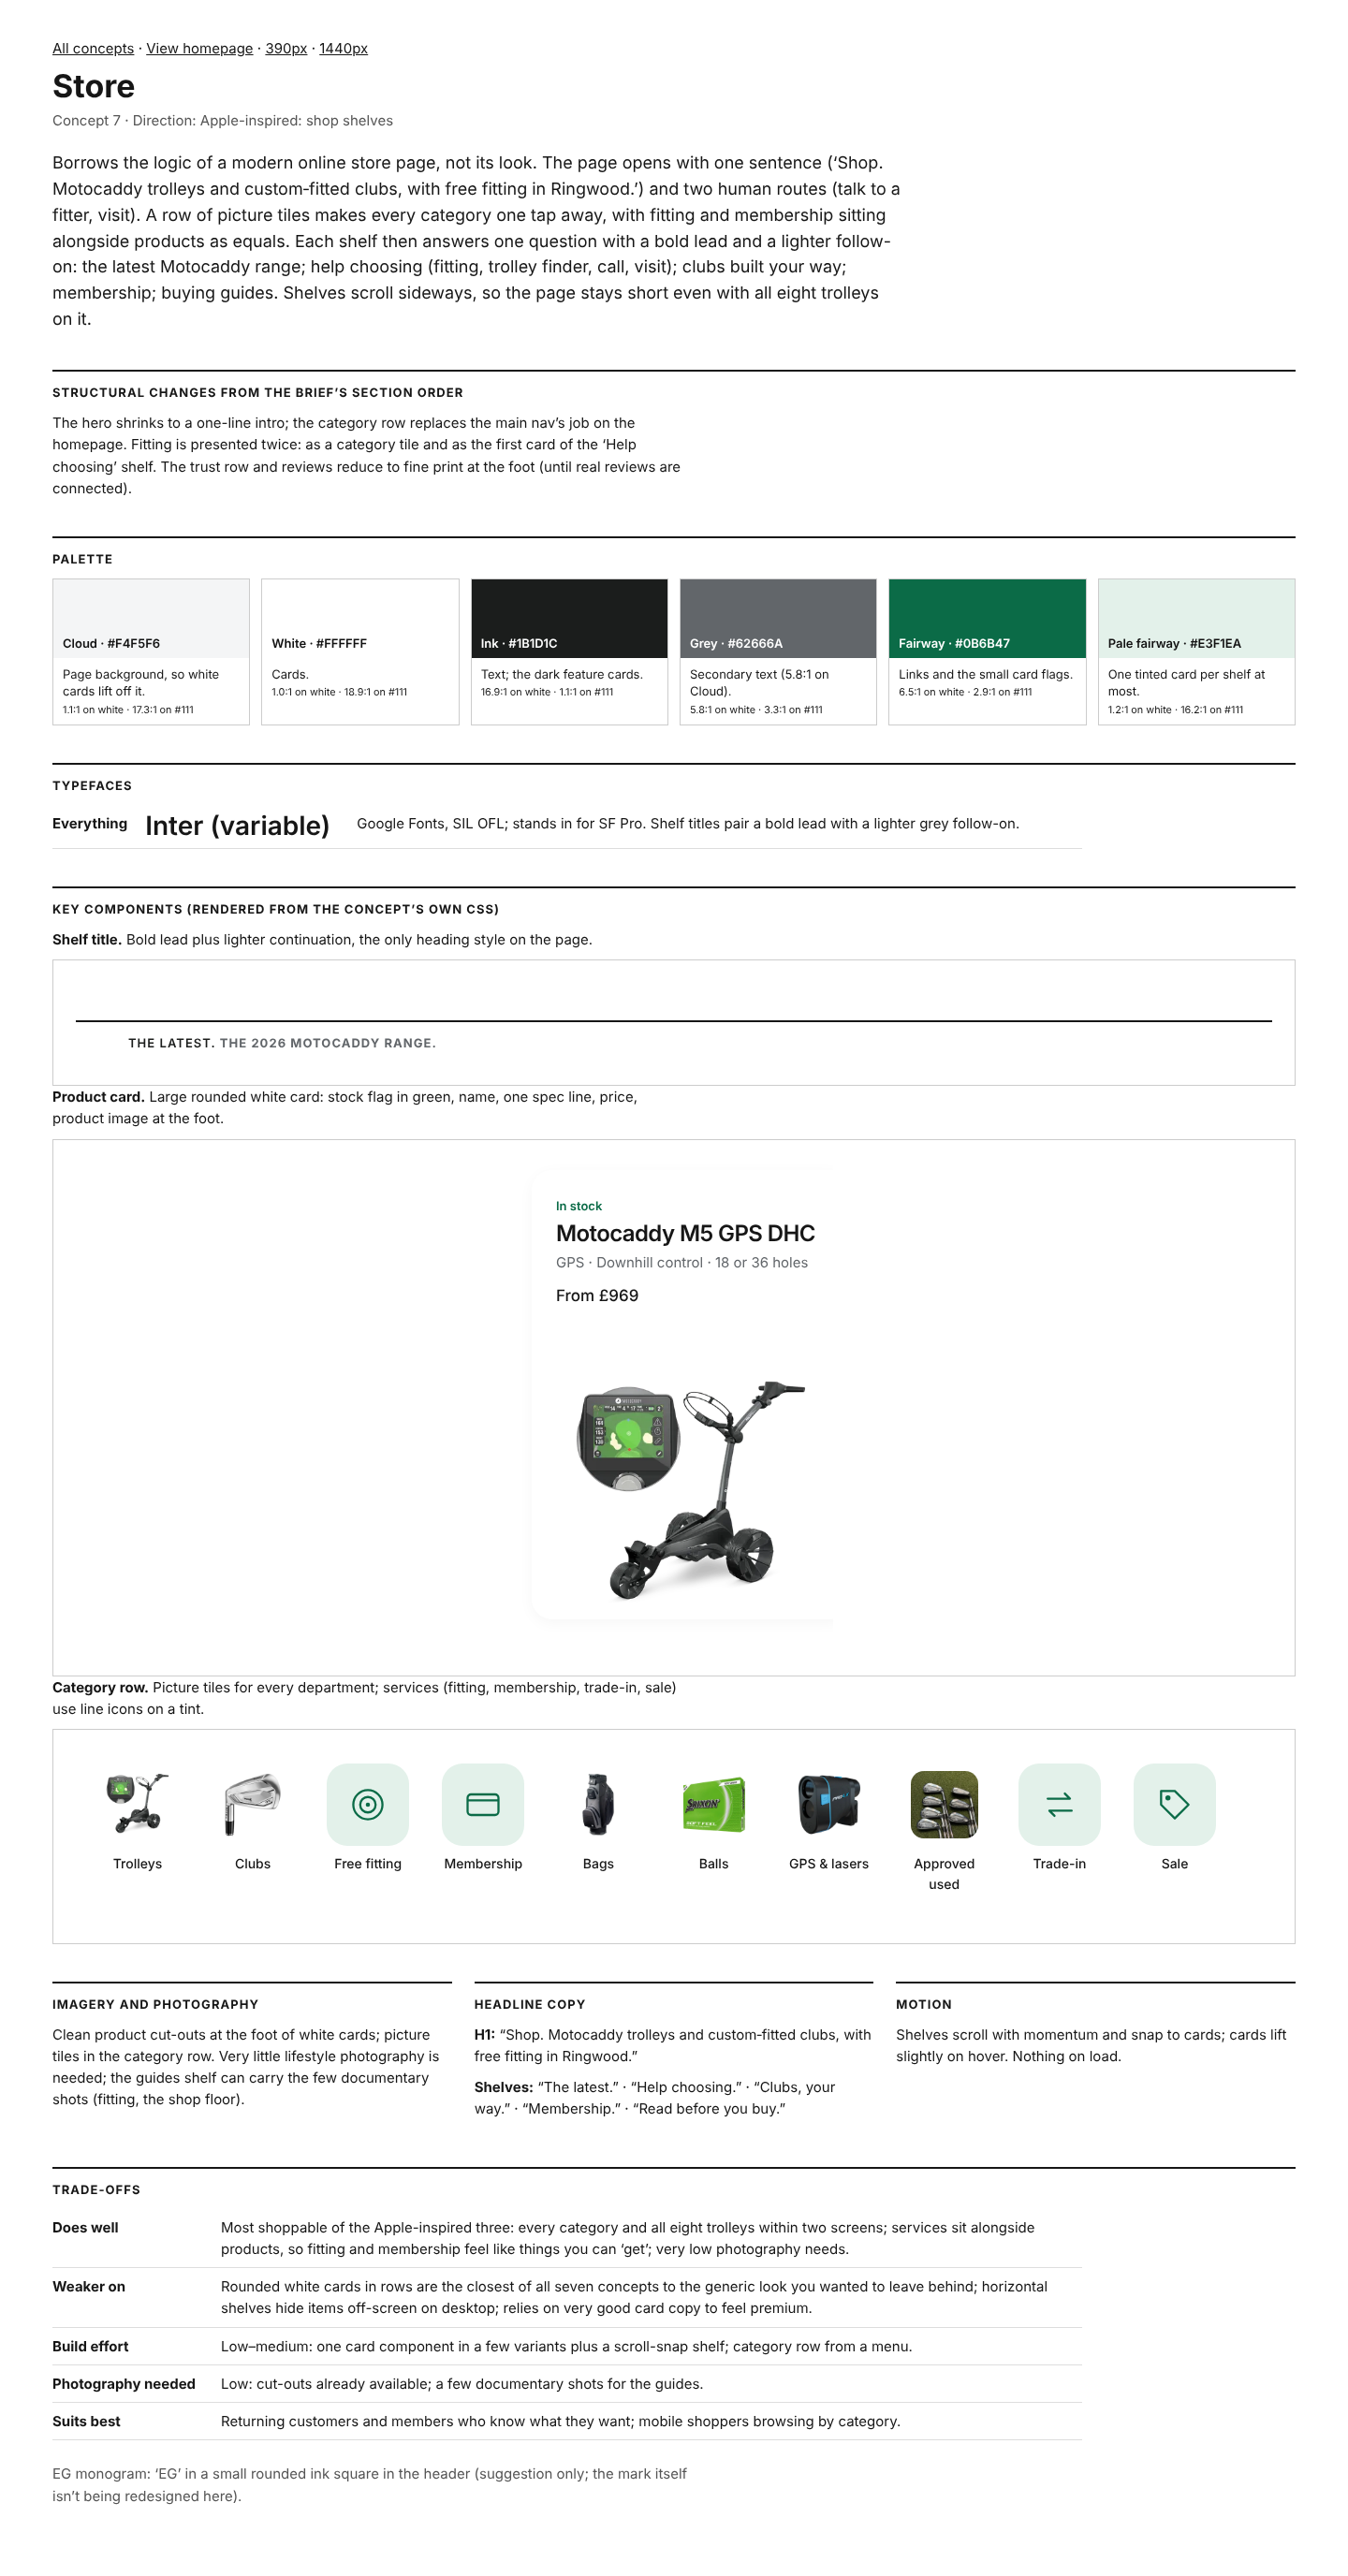 All concepts · View homepage · 390px · 1440px
Store
Concept 7 · Direction: Apple-inspired: shop shelves
Borrows the logic of a modern online store page, not its look. The page opens with one sentence (‘Shop.
Motocaddy trolleys and custom-fitted clubs, with free fitting in Ringwood.’) and two human routes (talk to a
fitter, visit). A row of picture tiles makes every category one tap away, with fitting and membership sitting
alongside products as equals. Each shelf then answers one question with a bold lead and a lighter follow-
on: the latest Motocaddy range; help choosing (fitting, trolley finder, call, visit); clubs built your way;
membership; buying guides. Shelves scroll sideways, so the page stays short even with all eight trolleys
on it.
STRUCTURAL CHANGES FROM THE BRIEF’S SECTION ORDER
The hero shrinks to a one-line intro; the category row replaces the main nav’s job on the
homepage. Fitting is presented twice: as a category tile and as the first card of the ‘Help
choosing’ shelf. The trust row and reviews reduce to fine print at the foot (until real reviews are
connected).
PALETTE
Cloud · #F4F5F6
Page background, so white
cards lift off it.
1.1:1 on white · 17.3:1 on #111
White · #FFFFFF
Cards.
1.0:1 on white · 18.9:1 on #111
Ink · #1B1D1C
Text; the dark feature cards.
16.9:1 on white · 1.1:1 on #111
Grey · #62666A
Secondary text (5.8:1 on
Cloud).
5.8:1 on white · 3.3:1 on #111
Fairway · #0B6B47
Links and the small card flags.
6.5:1 on white · 2.9:1 on #111
Pale fairway · #E3F1EA
One tinted card per shelf at
most.
1.2:1 on white · 16.2:1 on #111
TYPEFACES
Everything Inter (variable) Google Fonts, SIL OFL; stands in for SF Pro. Shelf titles pair a bold lead with a lighter grey follow-on.
KEY COMPONENTS (RENDERED FROM THE CONCEPT’S OWN CSS)
Shelf title. Bold lead plus lighter continuation, the only heading style on the page.
THE LATEST. THE 2026 MOTOCADDY RANGE.
Product card. Large rounded white card: stock flag in green, name, one spec line, price,
product image at the foot.
In stock
Motocaddy M5 GPS DHC
GPS · Downhill control · 18 or 36 holes
From £969
Category row. Picture tiles for every department; services (fitting, membership, trade-in, sale)
use line icons on a tint.
SRIXON
Trolleys
Clubs
Free fitting
Membership
Bags
Balls
GPS & lasers
Approved
used
Trade-in
Sale
IMAGERY AND PHOTOGRAPHY
Clean product cut-outs at the foot of white cards; picture
tiles in the category row. Very little lifestyle photography is
needed; the guides shelf can carry the few documentary
shots (fitting, the shop floor).
HEADLINE COPY
H1: “Shop. Motocaddy trolleys and custom-fitted clubs, with
free fitting in Ringwood.”
Shelves: “The latest.” · “Help choosing.” · “Clubs, your
way.” · “Membership.” · “Read before you buy.”
MOTION
Shelves scroll with momentum and snap to cards; cards lift
slightly on hover. Nothing on load.
TRADE-OFFS
Does well
Most shoppable of the Apple-inspired three: every category and all eight trolleys within two screens; services sit alongside
products, so fitting and membership feel like things you can ‘get’; very low photography needs.
Weaker on
Rounded white cards in rows are the closest of all seven concepts to the generic look you wanted to leave behind; horizontal
shelves hide items off-screen on desktop; relies on very good card copy to feel premium.
Build effort
Low–medium: one card component in a few variants plus a scroll-snap shelf; category row from a menu.
Photography needed
Low: cut-outs already available; a few documentary shots for the guides.
Suits best
Returning customers and members who know what they want; mobile shoppers browsing by category.
EG monogram: ‘EG’ in a small rounded ink square in the header (suggestion only; the mark itself
isn’t being redesigned here).